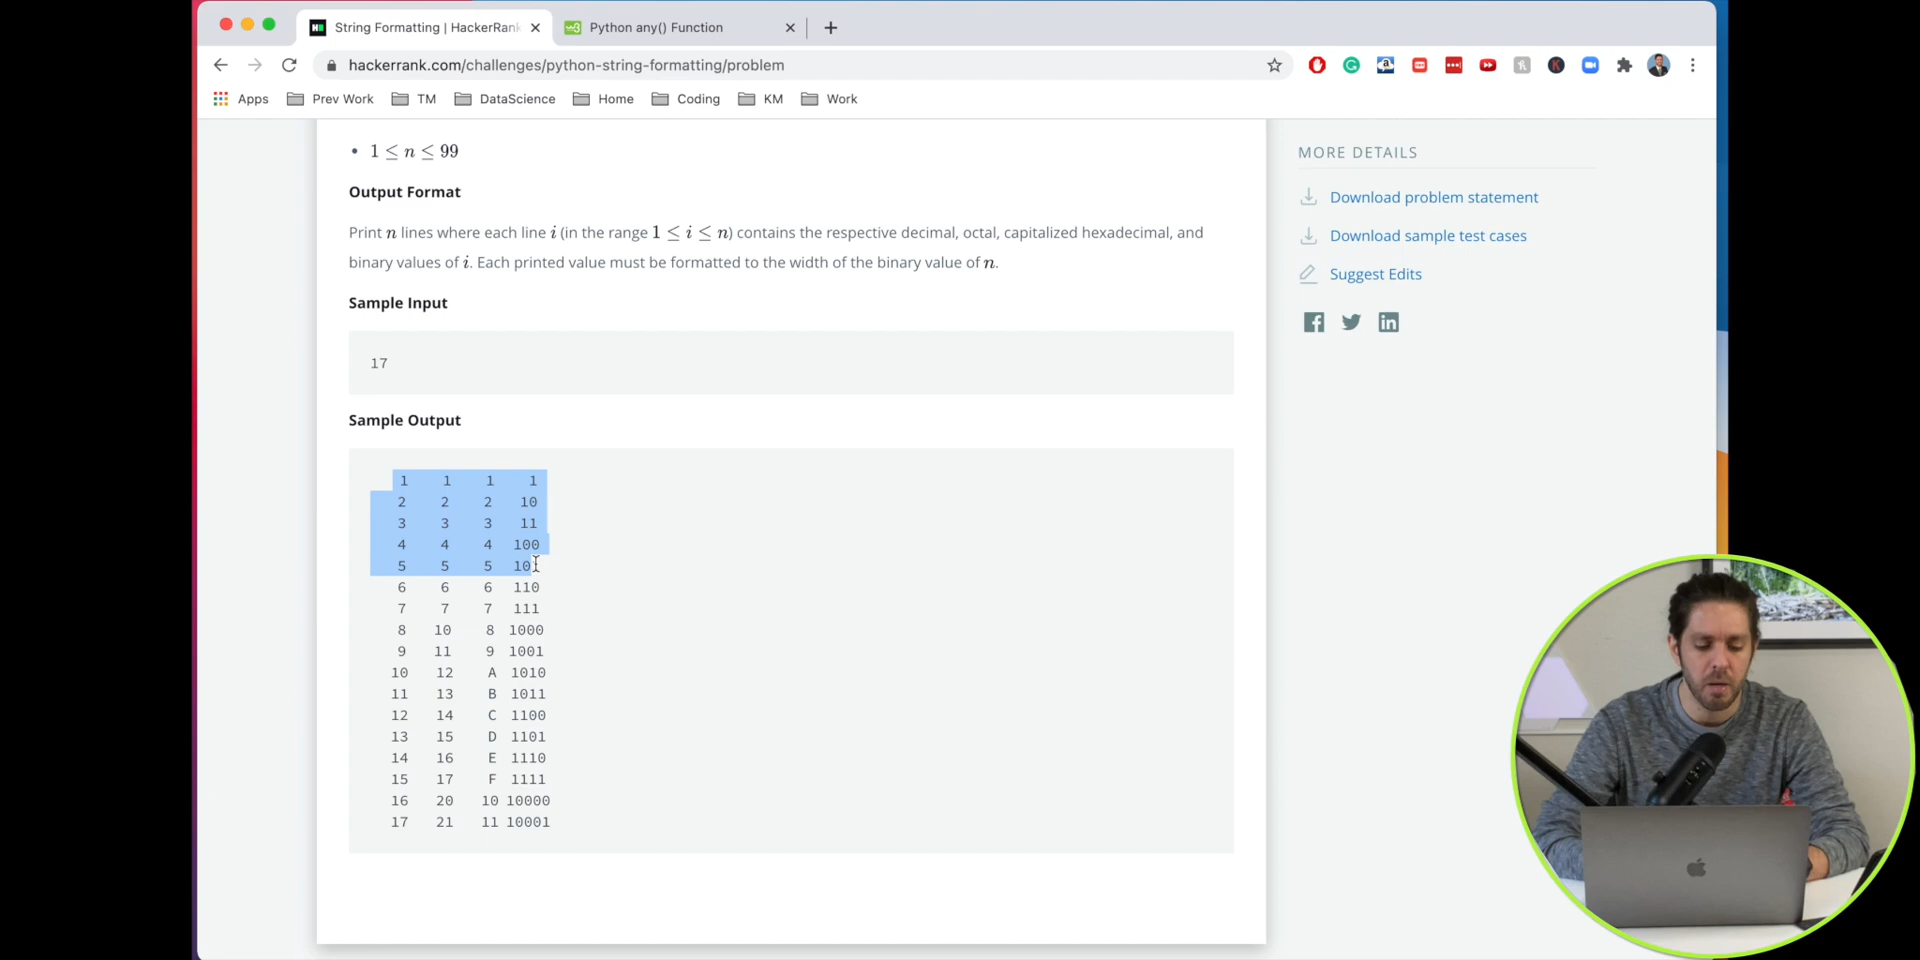 String Formatting | HackerRank
Python any() Function
hackerrank.com/challenges/python-string-formatting/problem
Apps Prev Work TM DataScience Home Coding KM Work
• 1 ≤ n ≤ 99
Output Format
Print n lines where each line i (in the range 1 ≤ i ≤ n) contains the respective decimal, octal, capitalized hexadecimal, and
binary values of i. Each printed value must be formatted to the width of the binary value of n.
Sample Input
17
Sample Output
1 1 1 1
2 2 2 10
3 3 3 11
4 4 4 100
5 5 5 101
6 6 6 110
7 7 7 111
8 10 8 1000
9 11 9 1001
10 12 A 1010
11 13 B 1011
12 14 C 1100
13 15 D 1101
14 16 E 1110
15 17 F 1111
16 20 10 10000
17 21 11 10001
MORE DETAILS
Download problem statement
Download sample test cases
Suggest Edits